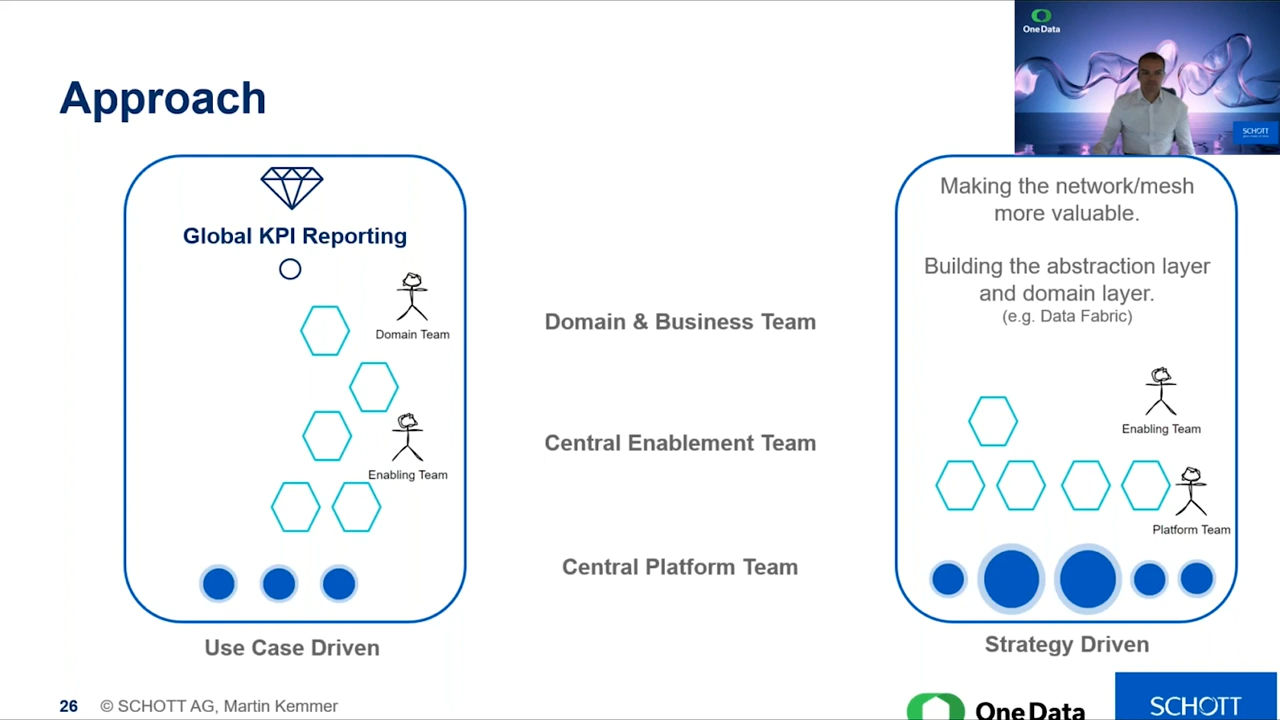 OneData
SCHOTT
Approach
Global KPI Reporting
Domain Team
Enabling Team
Use Case Driven
Domain & Business Team
Central Enablement Team
Central Platform Team
Making the network/mesh
more valuable.
Building the abstraction layer
and domain layer.
(e.g. Data Fabric)
Enabling Team
Platform Team
Strategy Driven
26 © SCHOTT AG, Martin Kemmer
OneData
SCHOTT